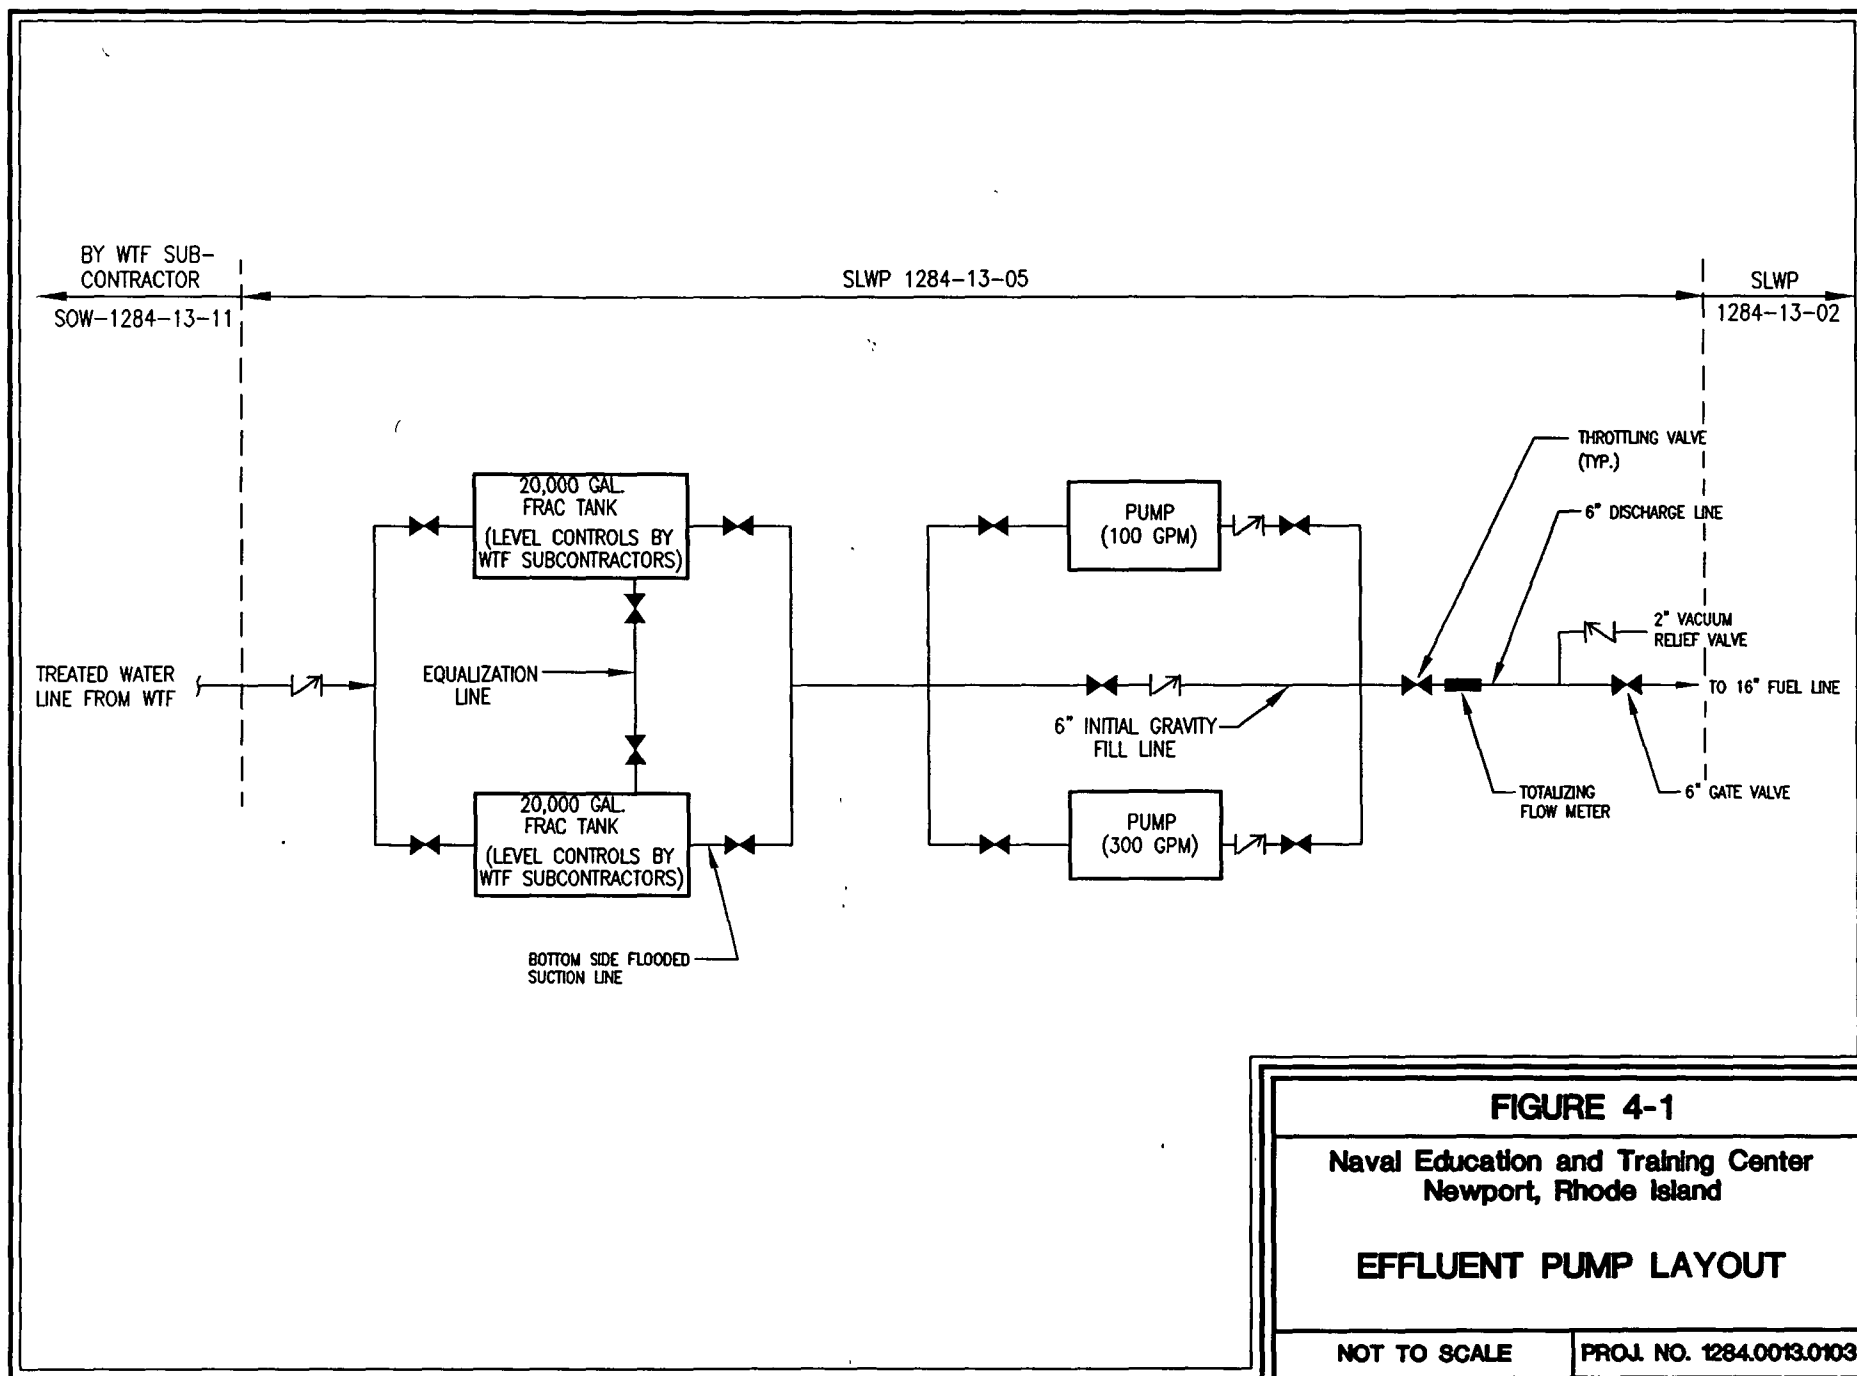 BY WTF SUB-
CONTRACTOR
SOW-1284-13-11
SLWP 1284-13-05
SLWP
1284-13-02
THROTTLING VALVE
(TYP.)
6" DISCHARGE LINE
2" VACUUM
RELIEF VALVE
20,000 GAL.
FRAC TANK
(LEVEL CONTROLS BY
WTF SUBCONTRACTORS)
PUMP
(100 GPM)
TREATED WATER
LINE FROM WTF
EQUALIZATION
LINE
6" INITIAL GRAVITY
FILL LINE
TO 16" FUEL LINE
TOTALIZING
FLOW METER
6" GATE VALVE
20,000 GAL.
FRAC TANK
(LEVEL CONTROLS BY
WTF SUBCONTRACTORS)
PUMP
(300 GPM)
BOTTOM SIDE FLOODED
SUCTION LINE
FIGURE 4-1
Naval Education and Training Center
Newport, Rhode Island
EFFLUENT PUMP LAYOUT
NOT TO SCALE
PROJ. NO. 1284.0013.0103